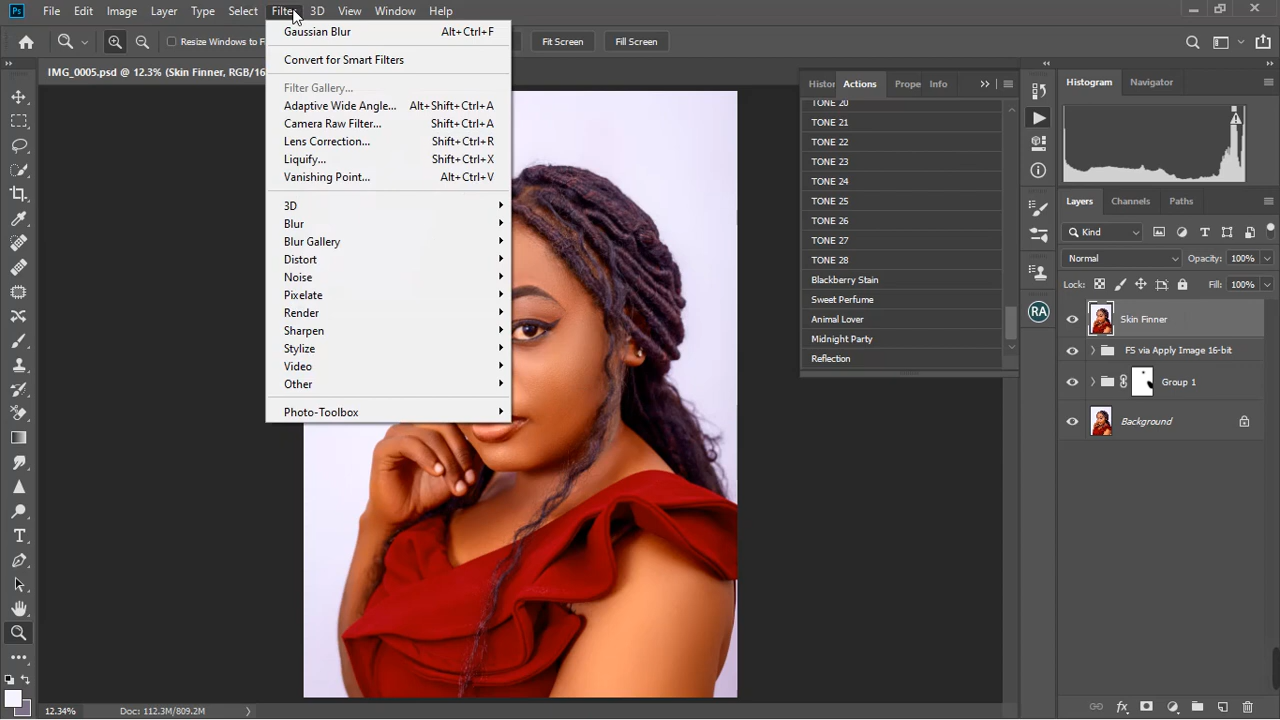 Ps File Edit Image Layer Type Select Filter 3D View Window Help
Resize Windows to Fi Fit Screen Fill Screen
IMG_0005.psd @ 12.3% (Skin Finner, RGB/16
Gaussian Blur Alt+Ctrl+F
Convert for Smart Filters
Filter Gallery...
Adaptive Wide Angle... Alt+Shift+Ctrl+A
Camera Raw Filter... Shift+Ctrl+A
Lens Correction... Shift+Ctrl+R
Liquify... Shift+Ctrl+X
Vanishing Point... Alt+Ctrl+V
3D
Blur
Blur Gallery
Distort
Noise
Pixelate
Render
Sharpen
Stylize
Video
Other
Photo-Toolbox
Histor Actions Prope Info
TONE 20
TONE 21
TONE 22
TONE 23
TONE 24
TONE 25
TONE 26
TONE 27
TONE 28
Blackberry Stain
Sweet Perfume
Animal Lover
Midnight Party
Reflection
RA
Histogram Navigator
Layers Channels Paths
Kind
Normal Opacity: 100%
Lock: Fill: 100%
Skin Finner
FS via Apply Image 16-bit
Group 1
Background
12.34% Doc: 112.3M/809.2M